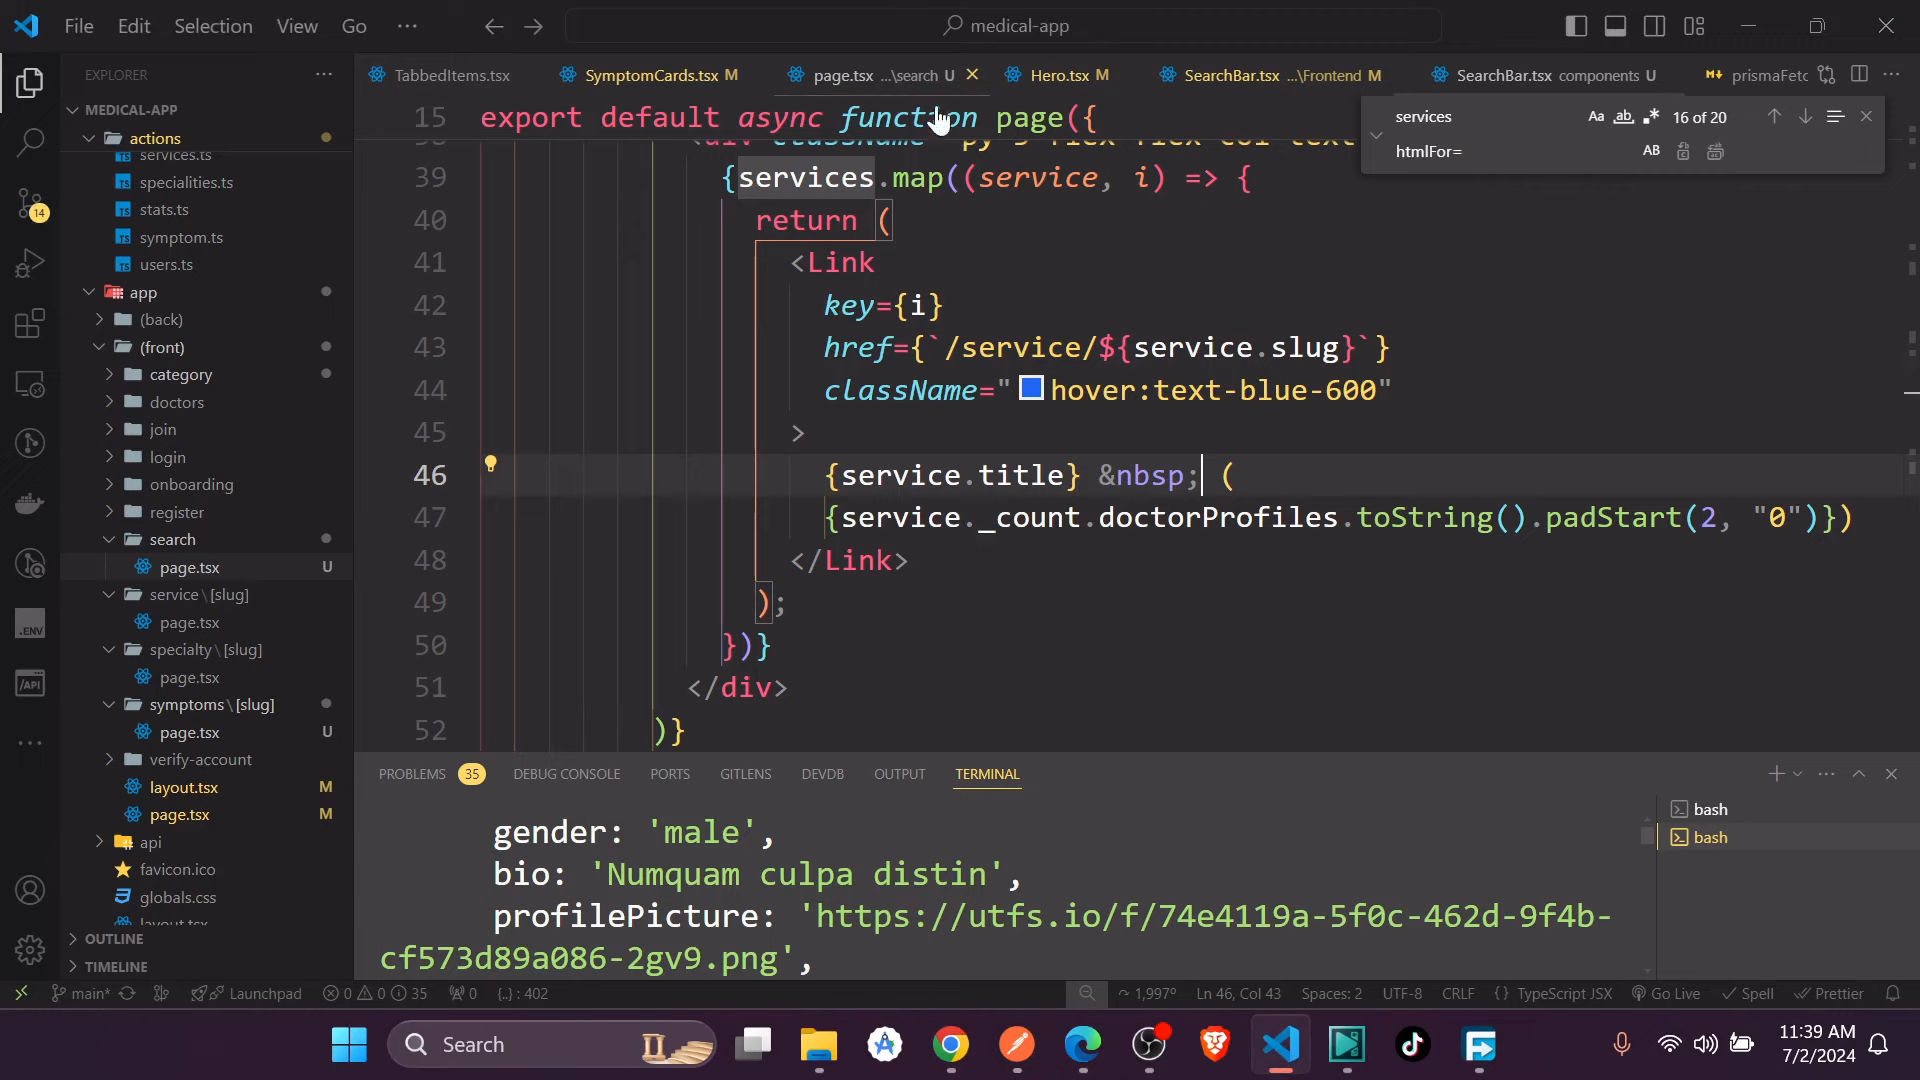 File Edit Selection View Go ··· medical-app
EXPLORER ···
MEDICAL-APP
actions
services.ts
specialities.ts
stats.ts
symptom.ts
users.ts
app
(back)
(front)
category
doctors
join
login
onboarding
register
search
page.tsx U
service\[slug]
page.tsx
specialty\[slug]
page.tsx
symptoms\[slug]
page.tsx U
verify-account
layout.tsx M
page.tsx M
api
favicon.ico
globals.css
layout.tsx
OUTLINE
TIMELINE
14
.ENV
/API
TabbedItems.tsx SymptomCards.tsx M page.tsx ...\search U Hero.tsx M SearchBar.tsx ...\Frontend M SearchBar.tsx components U prismaFetc
services Aa ab 16 of 20
htmlFor= AB
15 export default async function page({
39 {services.map((service, i) => {
40 return (
41 <Link
42 key={i}
43 href={`/service/${service.slug}`}
44 className="hover:text-blue-600"
45 >
46 {service.title} &nbsp; (
47 {service._count.doctorProfiles.toString().padStart(2, "0")})
48 </Link>
49 );
50 })}
51 </div>
52 )}
PROBLEMS 35 DEBUG CONSOLE PORTS GITLENS DEVDB OUTPUT TERMINAL
gender: 'male',
bio: 'Numquam culpa distin',
profilePicture: 'https://utfs.io/f/74e4119a-5f0c-462d-9f4b-
cf573d89a086-2gv9.png',
bash
bash
main* Launchpad 0 0 35 0 {..} : 402 1,997º Ln 46, Col 43 Spaces: 2 UTF-8 CRLF {} TypeScript JSX Go Live Spell Prettier
Search
11:39 AM
7/2/2024